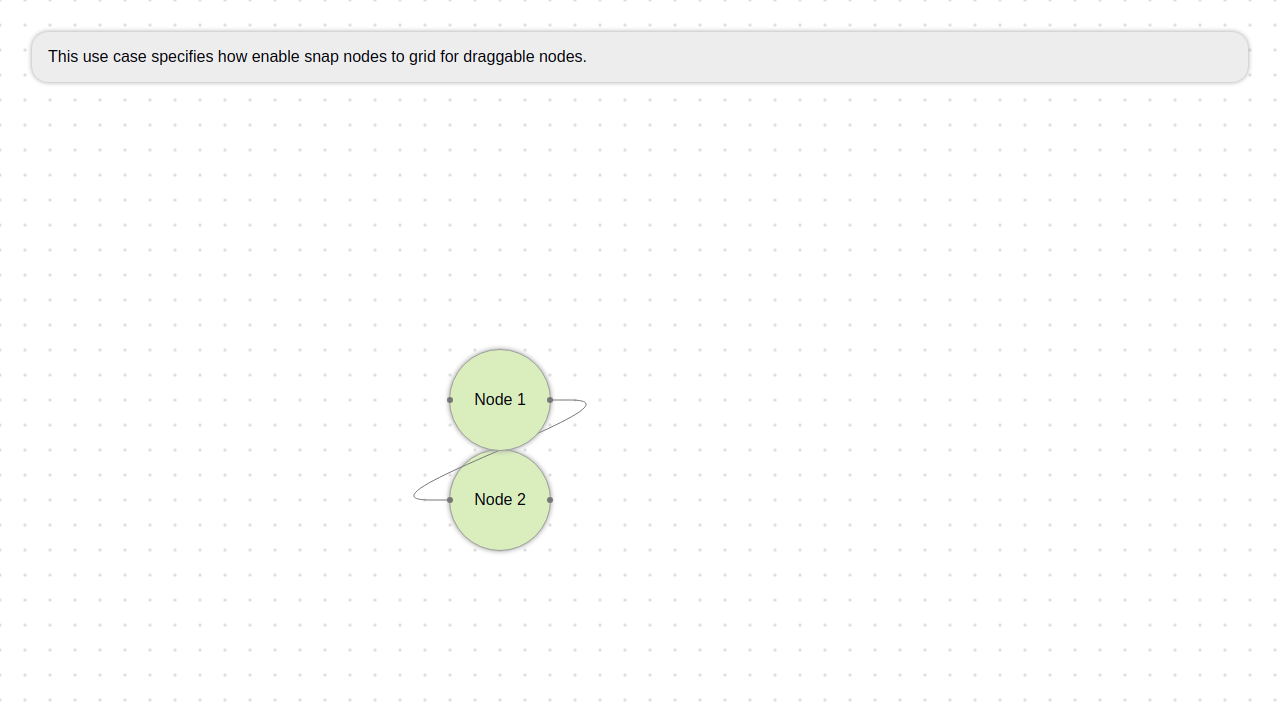 This use case specifies how enable snap nodes to grid for draggable nodes.
Node 1
Node 2